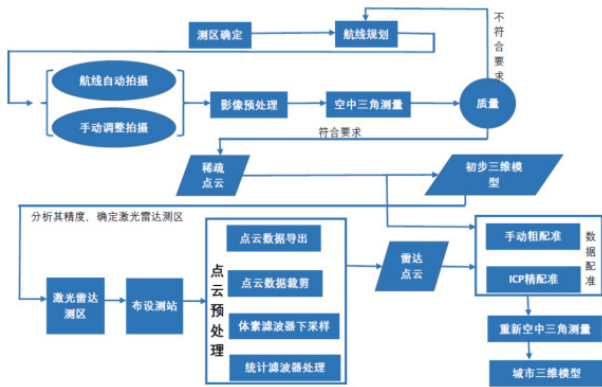 测区确定
航线规划
不符合要求
航线自动拍摄
手动调整拍摄
影像预处理
空中三角测量
质量
符合要求
稀疏
点云
初步三维模
型
分析其精度，确定激光雷达测区
激光雷达
测区
布设测站
点云预处理
点云数据导出
点云数据裁剪
体素滤波器下采样
统计滤波器处理
雷达
点云
手动粗配准
ICP精配准
数据配准
重新空中三角测量
城市三维模型